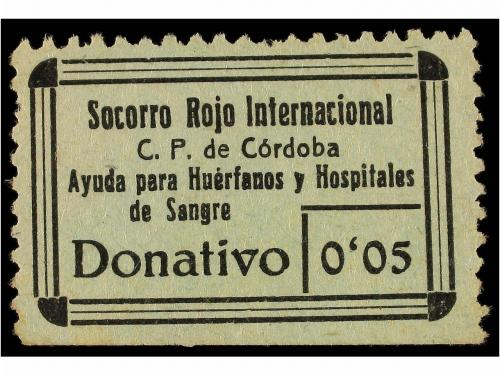 Socorro Rojo Internacional
C. P. de Córdoba
Ayuda para Huérfanos y Hospitales
de Sangre
Donativo 0'05